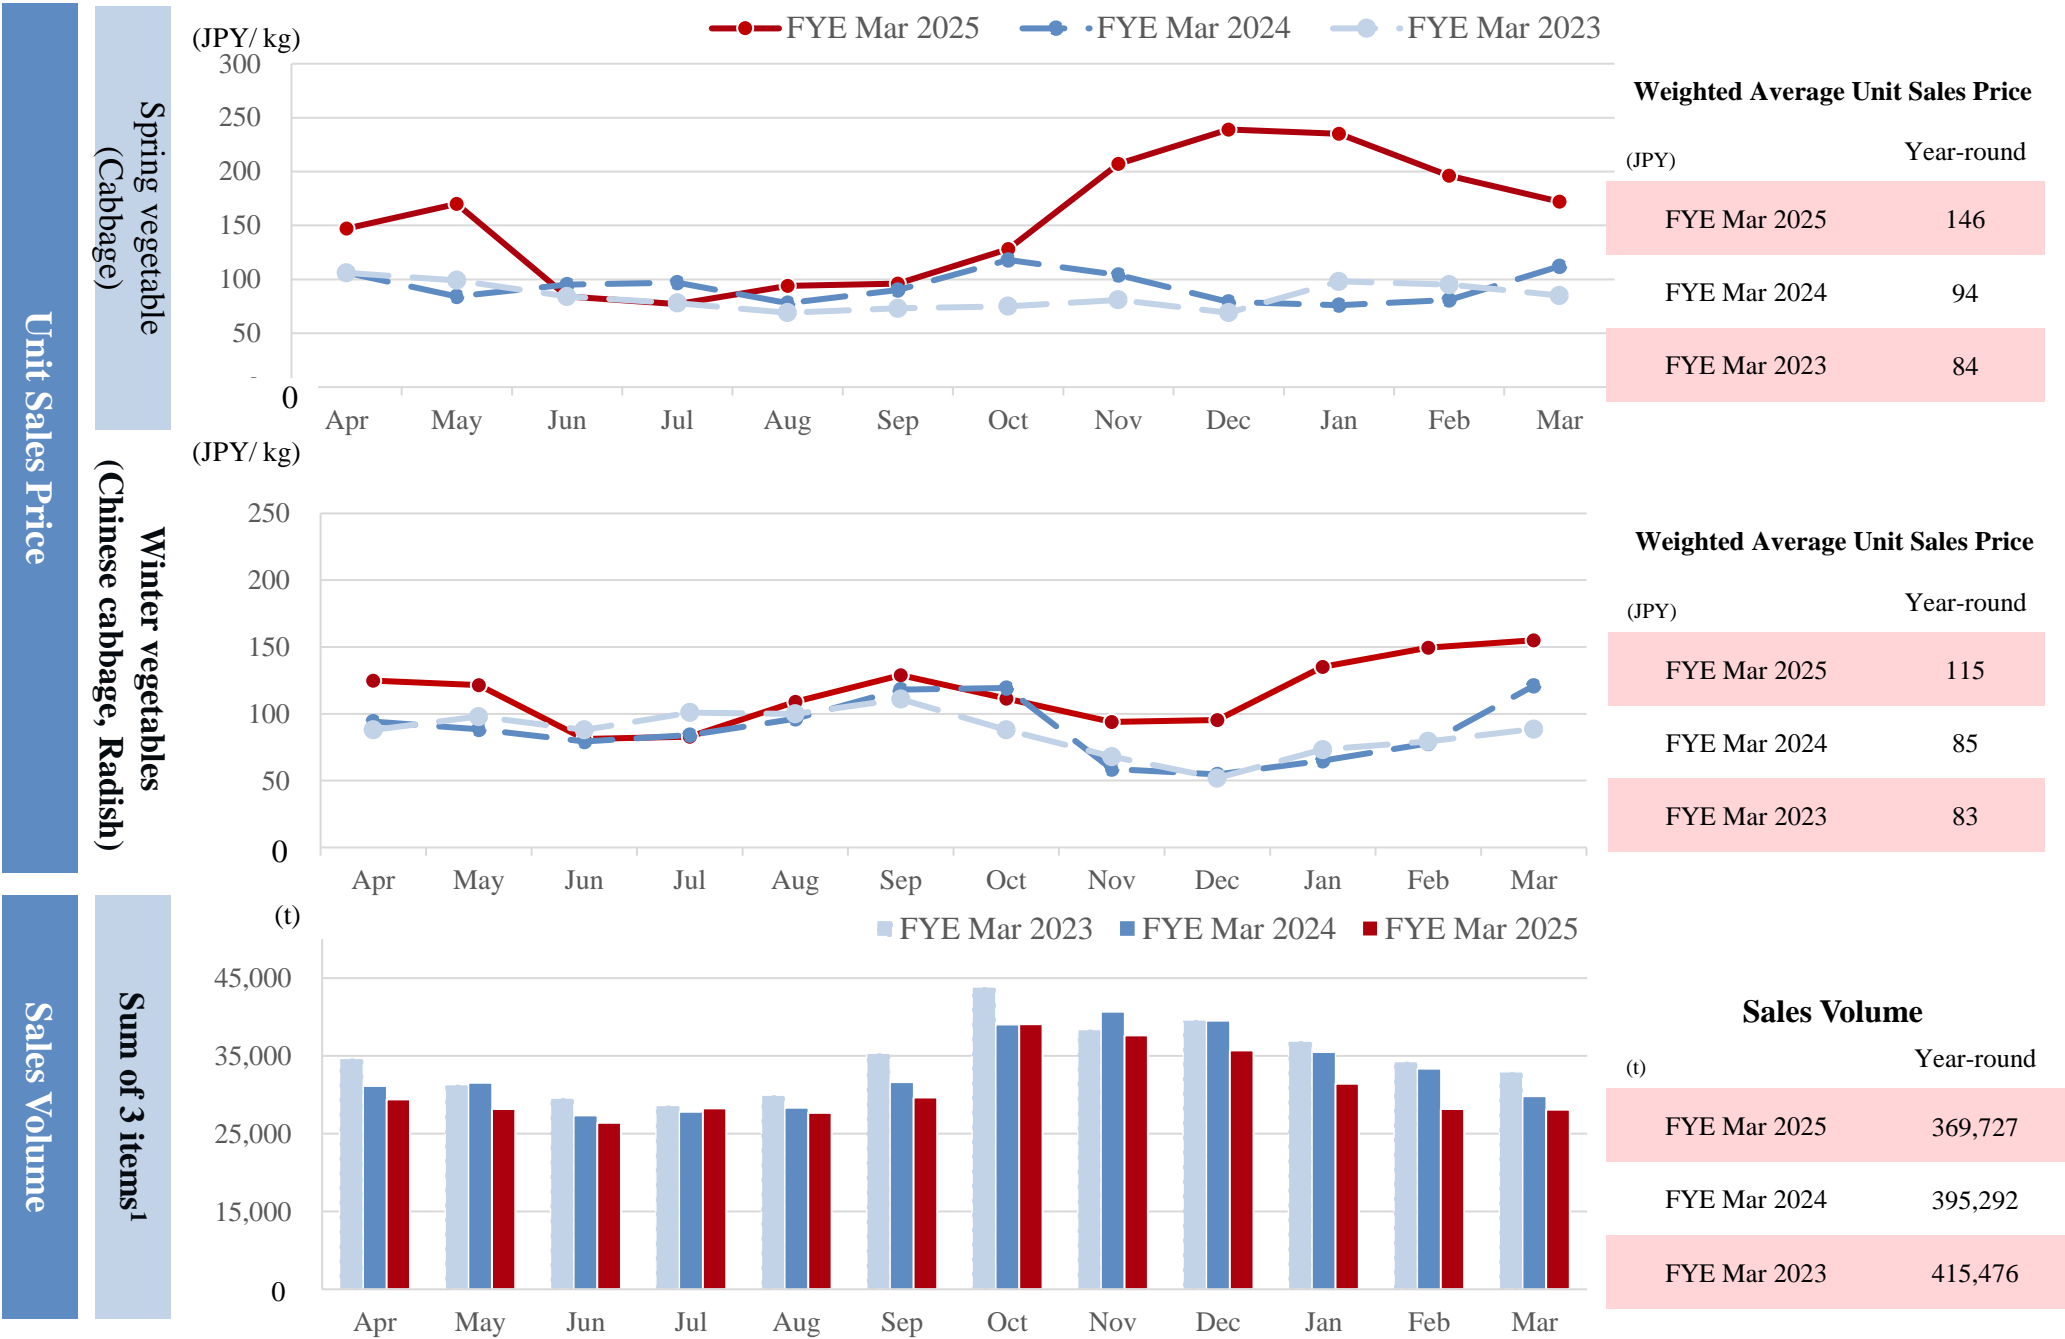 Unit Sales Price
Spring vegetable
(Cabbage)
(JPY/ kg)
FYE Mar 2025 FYE Mar 2024 FYE Mar 2023
300
250
200
150
100
50
0
Apr May Jun Jul Aug Sep Oct Nov Dec Jan Feb Mar
Weighted Average Unit Sales Price
(JPY) Year-round
FYE Mar 2025 146
FYE Mar 2024 94
FYE Mar 2023 84
Winter vegetables
(Chinese cabbage, Radish)
(JPY/ kg)
250
200
150
100
50
0
Apr May Jun Jul Aug Sep Oct Nov Dec Jan Feb Mar
Weighted Average Unit Sales Price
(JPY) Year-round
FYE Mar 2025 115
FYE Mar 2024 85
FYE Mar 2023 83
Sales Volume
Sum of 3 items1
(t)
FYE Mar 2023 FYE Mar 2024 FYE Mar 2025
45,000
35,000
25,000
15,000
0
Apr May Jun Jul Aug Sep Oct Nov Dec Jan Feb Mar
Sales Volume
(t) Year-round
FYE Mar 2025 369,727
FYE Mar 2024 395,292
FYE Mar 2023 415,476